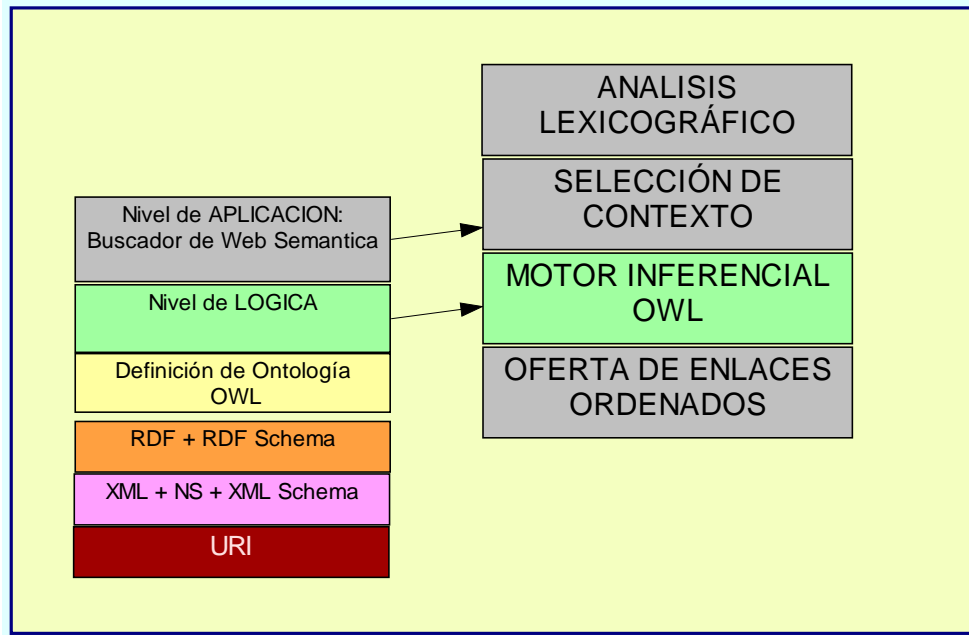 Nivel de APLICACION:
Buscador de Web Semantica
Nivel de LOGICA
Definición de Ontología
OWL
RDF + RDF Schema
XML + NS + XML Schema
URI
ANALISIS
LEXICOGRÁFICO
SELECCIÓN DE
CONTEXTO
MOTOR INFERENCIAL
OWL
OFERTA DE ENLACES
ORDENADOS